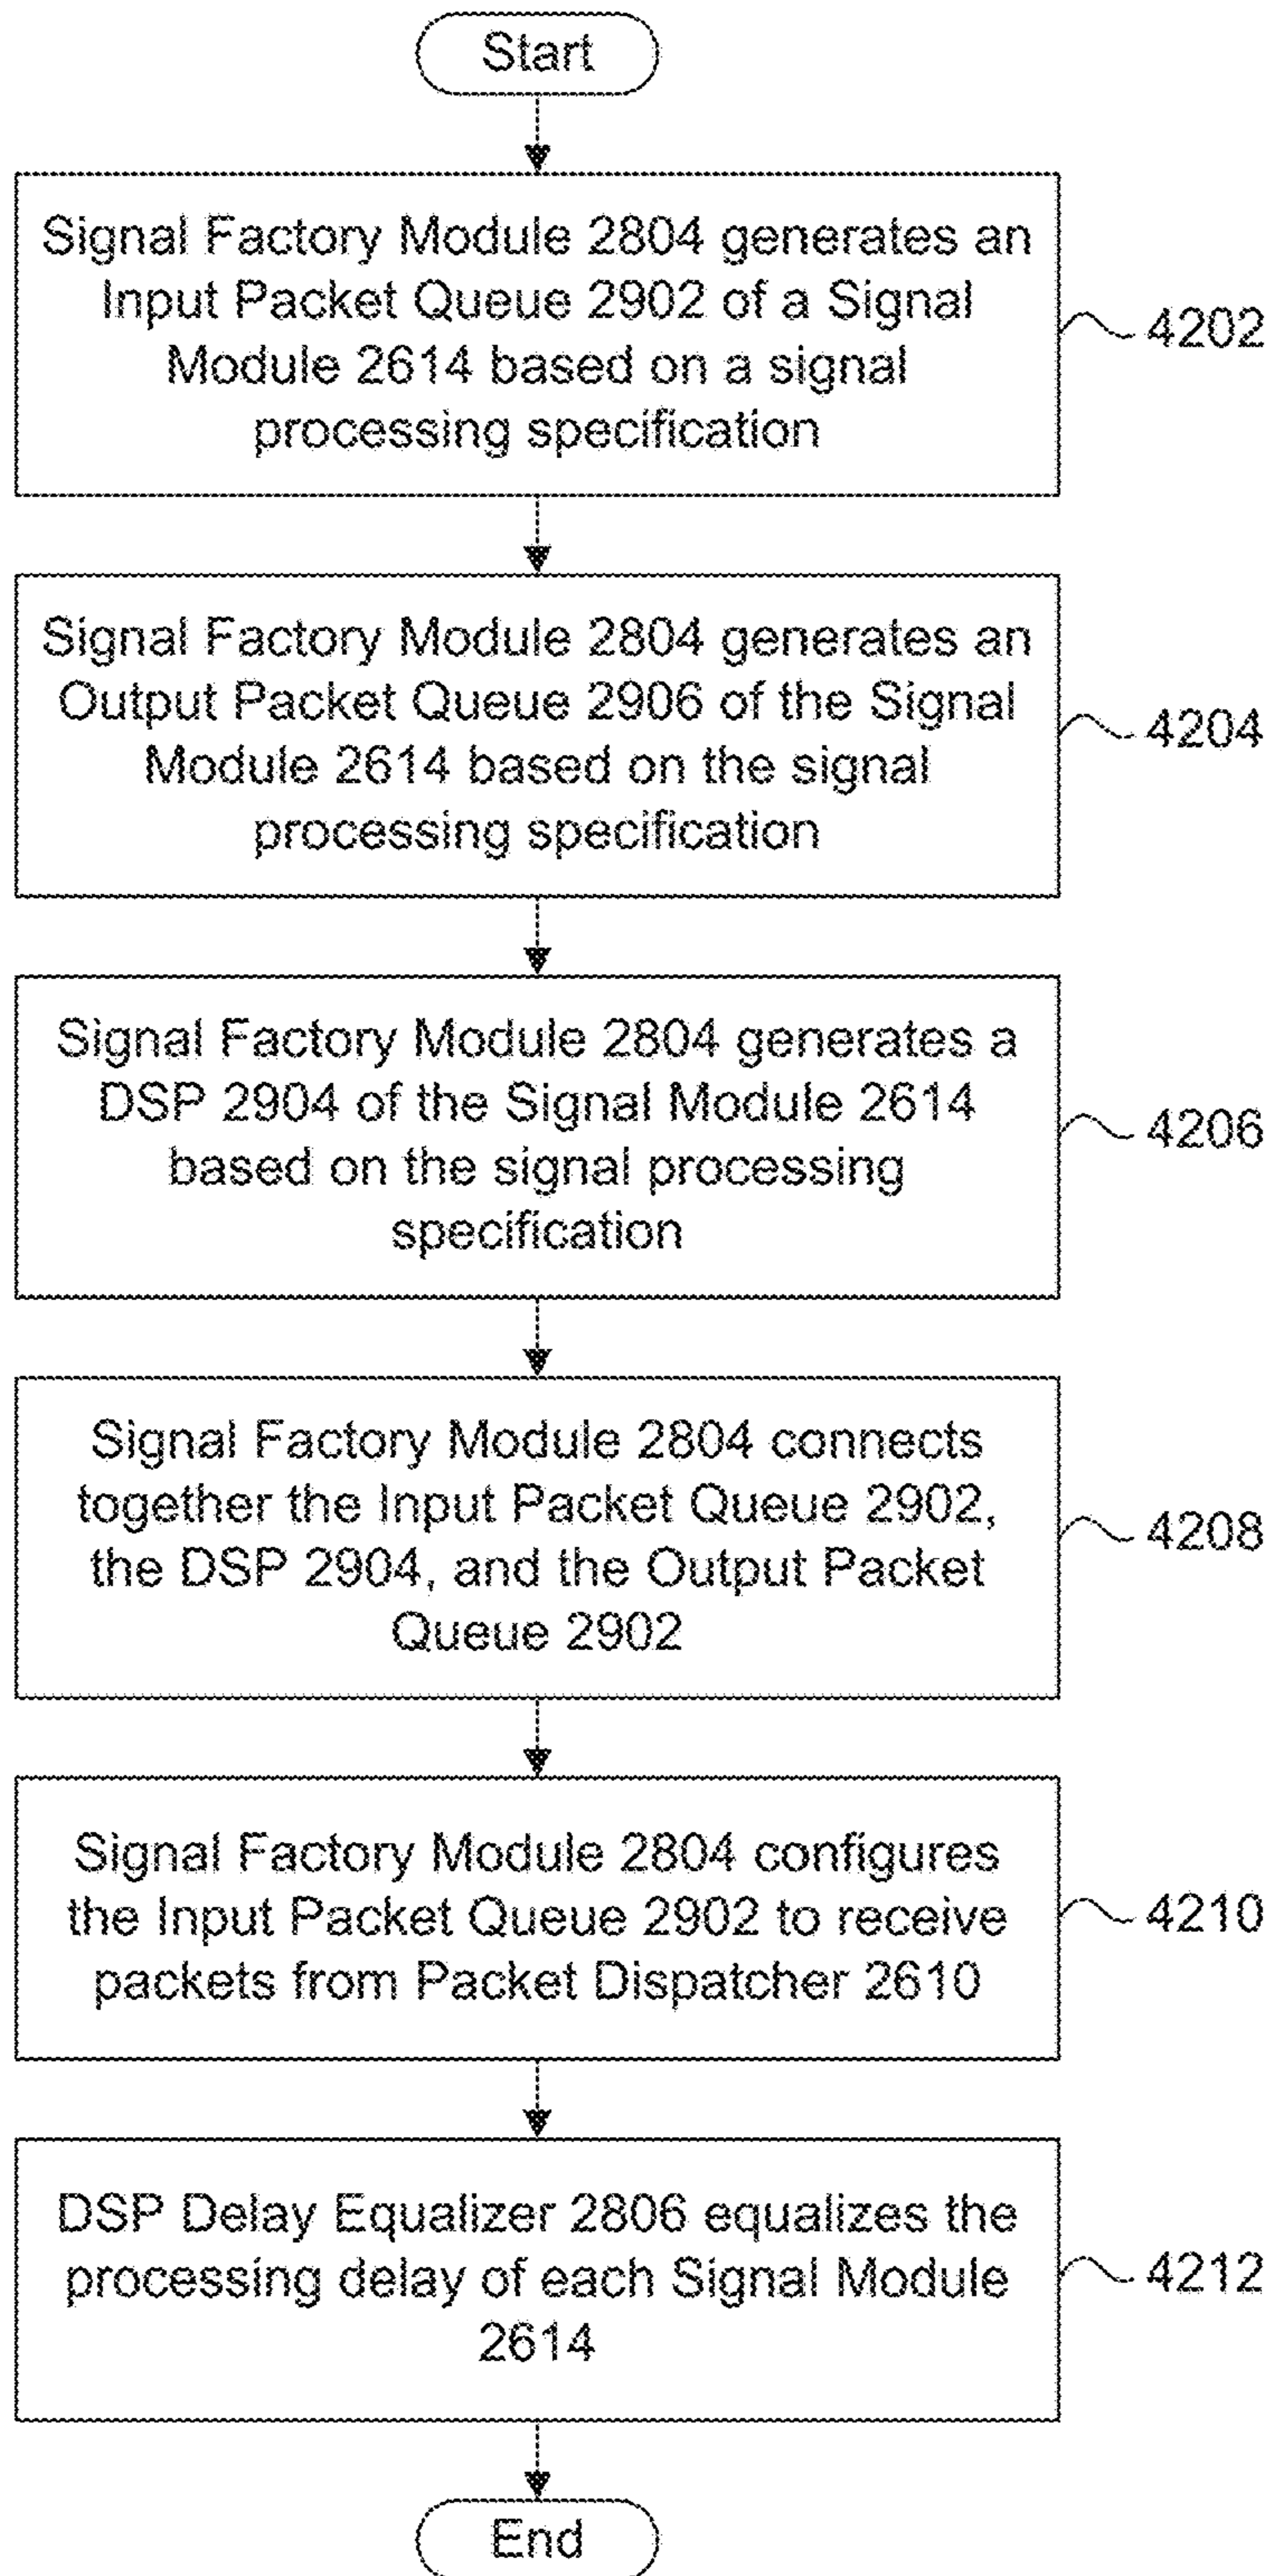 Start
Signal Factory Module 2804 generates an
Input Packet Queue 2902 of a Signal
Module 2614 based on a signal
processing specification
4202
Signal Factory Module 2804 generates an
Output Packet Queue 2906 of the Signal
Module 2614 based on the signal
processing specification
4204
Signal Factory Module 2804 generates a
DSP 2904 of the Signal Module 2614
based on the signal processing
specification
4206
Signal Factory Module 2804 connects
together the Input Packet Queue 2902,
the DSP 2904, and the Output Packet
Queue 2902
4208
Signal Factory Module 2804 configures
the Input Packet Queue 2902 to receive
packets from Packet Dispatcher 2610
4210
DSP Delay Equalizer 2806 equalizes the
processing delay of each Signal Module
2614
4212
End